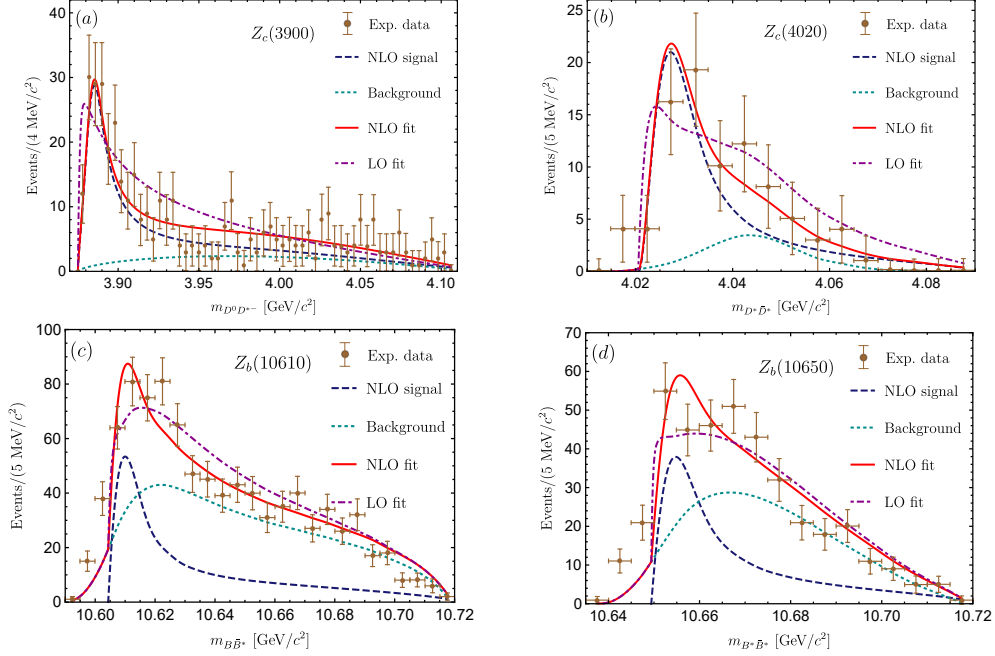 (a)
Z_c(3900)
Exp. data
NLO signal
Background
NLO fit
LO fit
Events/(4 MeV/c²)
40
30
20
10
0
3.90
3.95
4.00
4.05
4.10
m_{D⁰D*⁻} [GeV/c²]
(b)
Z_c(4020)
Exp. data
NLO signal
Background
NLO fit
LO fit
Events/(5 MeV/c²)
25
20
15
10
5
0
4.02
4.04
4.06
4.08
m_{D*D̄*} [GeV/c²]
(c)
Z_b(10610)
Exp. data
NLO signal
Background
NLO fit
LO fit
Events/(5 MeV/c²)
100
80
60
40
20
0
10.60
10.62
10.64
10.66
10.68
10.70
10.72
m_{BB̄*} [GeV/c²]
(d)
Z_b(10650)
Exp. data
NLO signal
Background
NLO fit
LO fit
Events/(5 MeV/c²)
70
60
50
40
30
20
10
0
10.64
10.66
10.68
10.70
10.72
m_{B*B̄*} [GeV/c²]